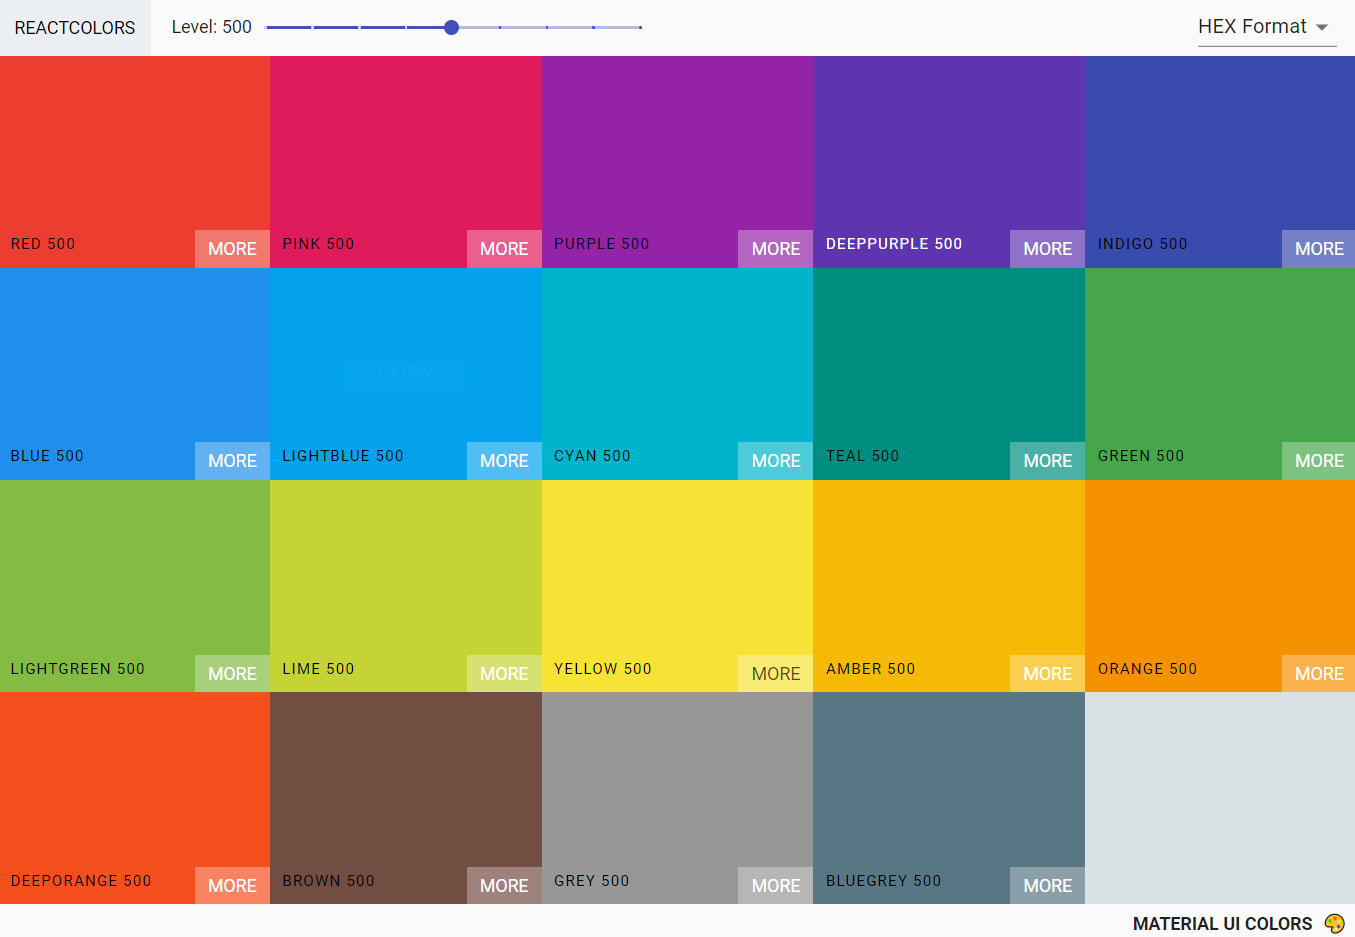 REACTCOLORS Level: 500 HEX Format
RED 500 MORE PINK 500 MORE PURPLE 500 MORE DEEPPURPLE 500 MORE INDIGO 500 MORE
COPY
BLUE 500 MORE LIGHTBLUE 500 MORE CYAN 500 MORE TEAL 500 MORE GREEN 500 MORE
LIGHTGREEN 500 MORE LIME 500 MORE YELLOW 500 MORE AMBER 500 MORE ORANGE 500 MORE
DEEPORANGE 500 MORE BROWN 500 MORE GREY 500 MORE BLUEGREY 500 MORE
MATERIAL UI COLORS